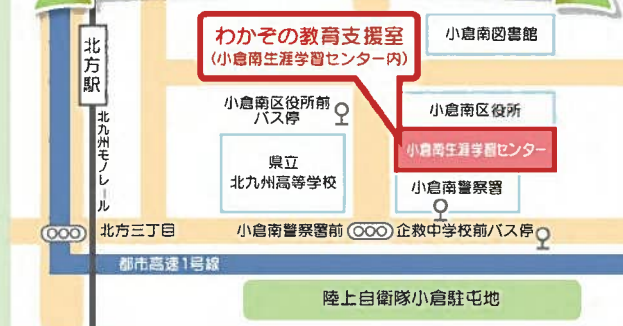 わかぞの教育支援室
(小倉南生涯学習センター内)
小倉南図書館
北方駅
北九州モノレール
小倉南区役所前
バス停
小倉南区役所
小倉南生涯学習センター
県立
北九州高等学校
小倉南警察署
北方三丁目
小倉南警察署前
企救中学校前バス停
都市高速1号線
陸上自衛隊小倉駐屯地